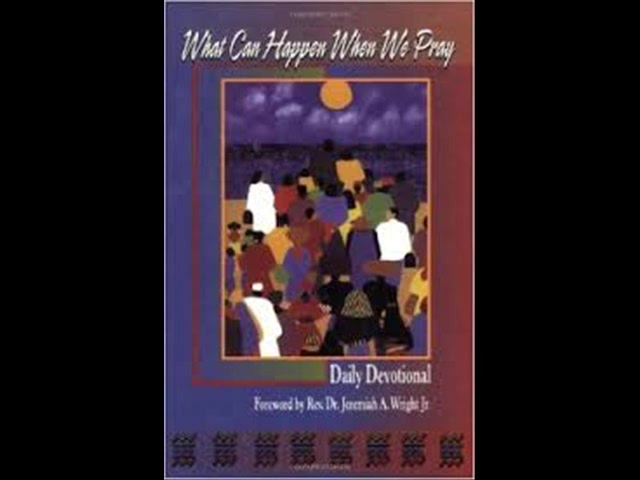 What Can Happen When We Pray
Daily Devotional
Foreword by Rev. Dr. Jeremiah A. Wright Jr.